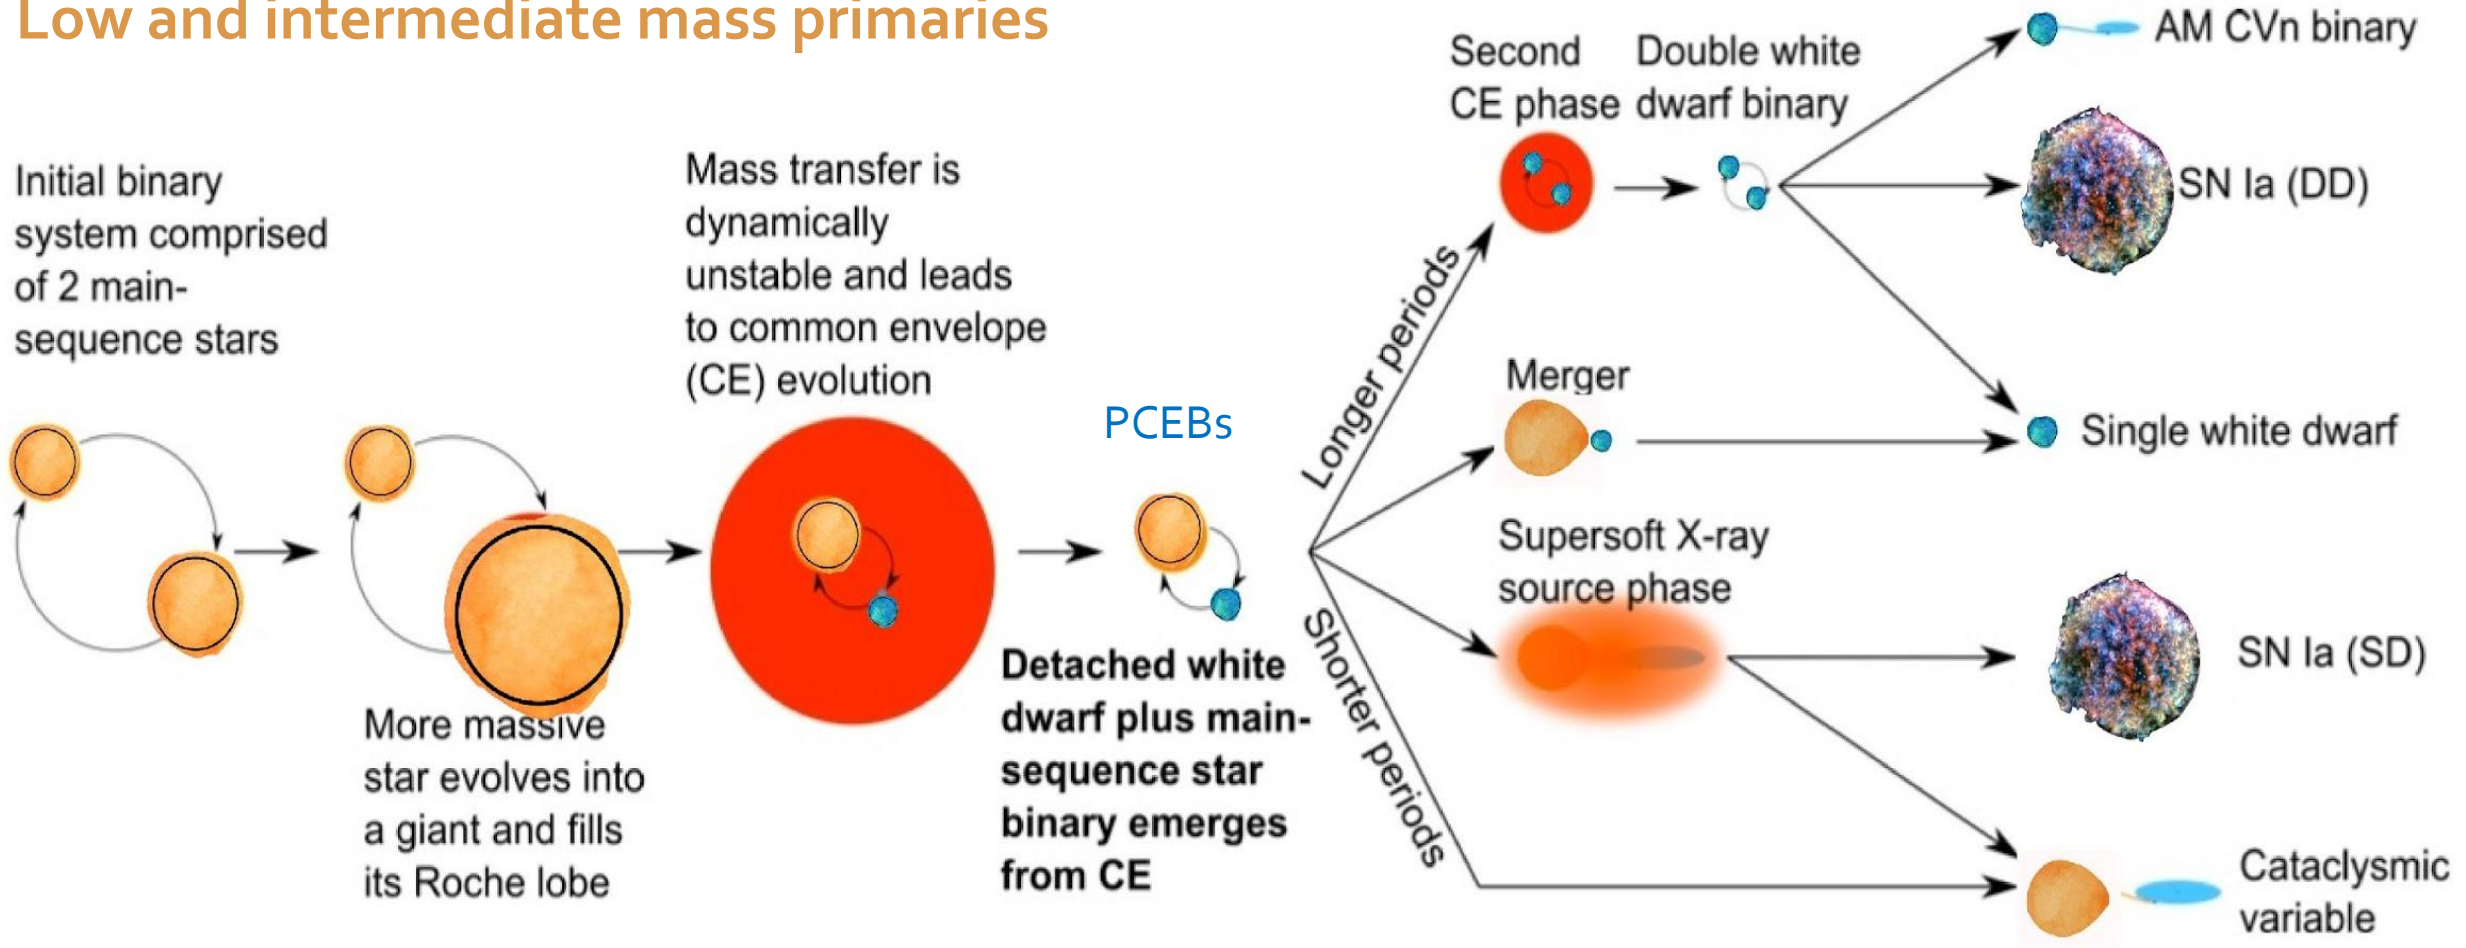 Low and intermediate mass primaries
Initial binary
system comprised
of 2 main-
sequence stars
More massive
star evolves into
a giant and fills
its Roche lobe
Mass transfer is
dynamically
unstable and leads
to common envelope
(CE) evolution
PCEBs
Detached white
dwarf plus main-
sequence star
binary emerges
from CE
Longer periods
Shorter periods
Second
CE phase
Double white
dwarf binary
Merger
Supersoft X-ray
source phase
AM CVn binary
SN Ia (DD)
Single white dwarf
SN Ia (SD)
Cataclysmic
variable